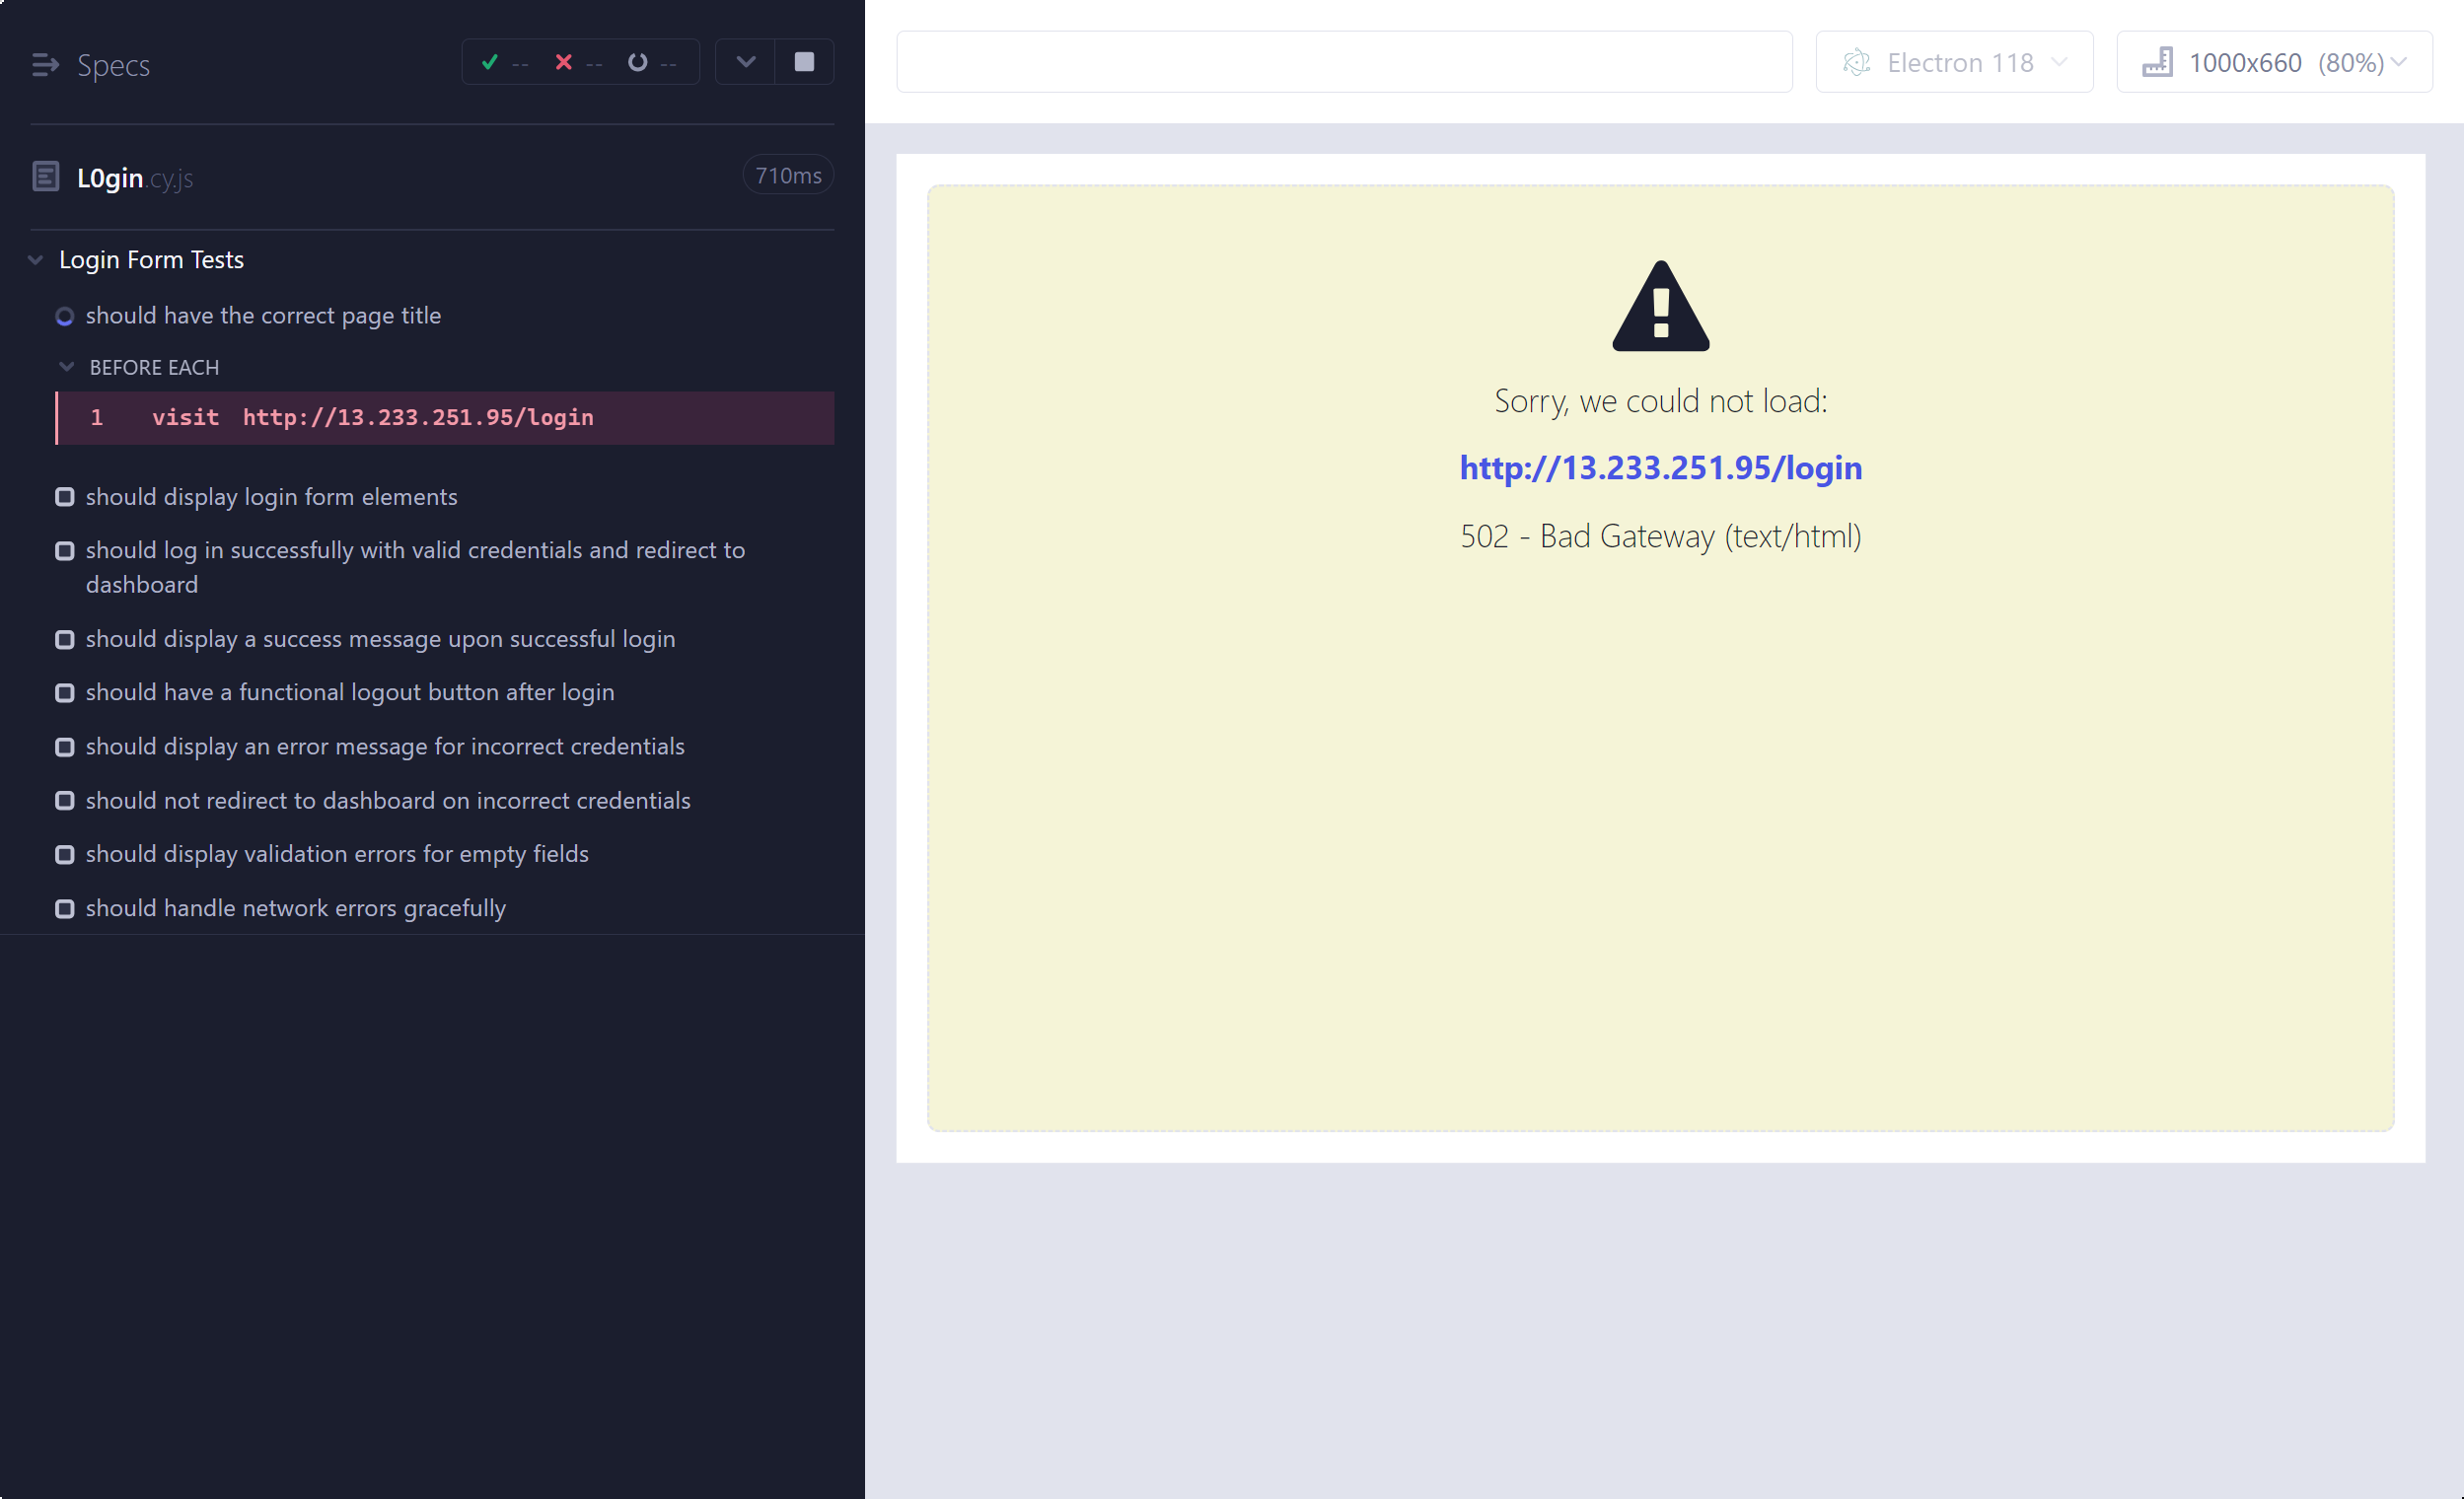 Specs
--
--
--
L0gin.cy.js
710ms
Login Form Tests
should have the correct page title
BEFORE EACH
1 visit http://13.233.251.95/login
should display login form elements
should log in successfully with valid credentials and redirect to
dashboard
should display a success message upon successful login
should have a functional logout button after login
should display an error message for incorrect credentials
should not redirect to dashboard on incorrect credentials
should display validation errors for empty fields
should handle network errors gracefully
Electron 118
1000x660 (80%)
Sorry, we could not load:
http://13.233.251.95/login
502 - Bad Gateway (text/html)